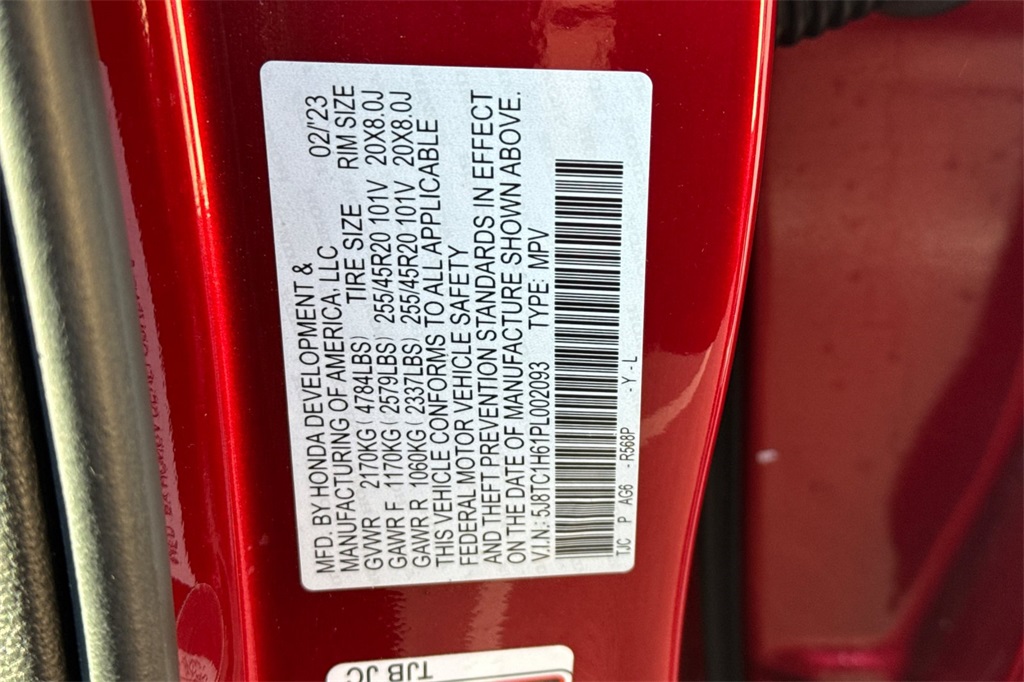 MFD. BY HONDA DEVELOPMENT & 02/'23
MANUFACTURING OF AMERICA, LLC
TIRE SIZE RIM SIZE
GVWR 2170KG (4784LBS)
GAWR F 1170KG (2579LBS) 255/45R20 101V 20X8.0J
GAWR R 1060KG (2337LBS) 255/45R20 101V 20X8.0J
THIS VEHICLE CONFORMS TO ALL APPLICABLE
FEDERAL MOTOR VEHICLE SAFETY
AND THEFT PREVENTION STANDARDS IN EFFECT
ON THE DATE OF MANUFACTURE SHOWN ABOVE.
V.I.N: 5J8TC1H61PL002093 TYPE: MPV
TJC P AG6 - R568P - Y - L
TJB JC